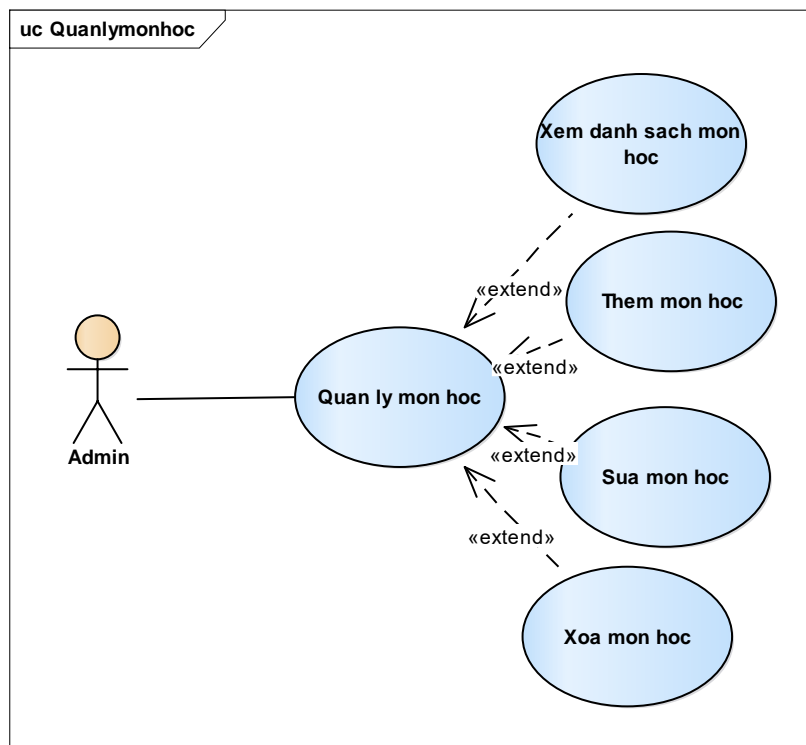 uc Quanlymonhoc
Xem danh sach mon
hoc
«extend»
Them mon hoc
«extend»
Quan ly mon hoc
Admin
«extend»
Sua mon hoc
«extend»
Xoa mon hoc